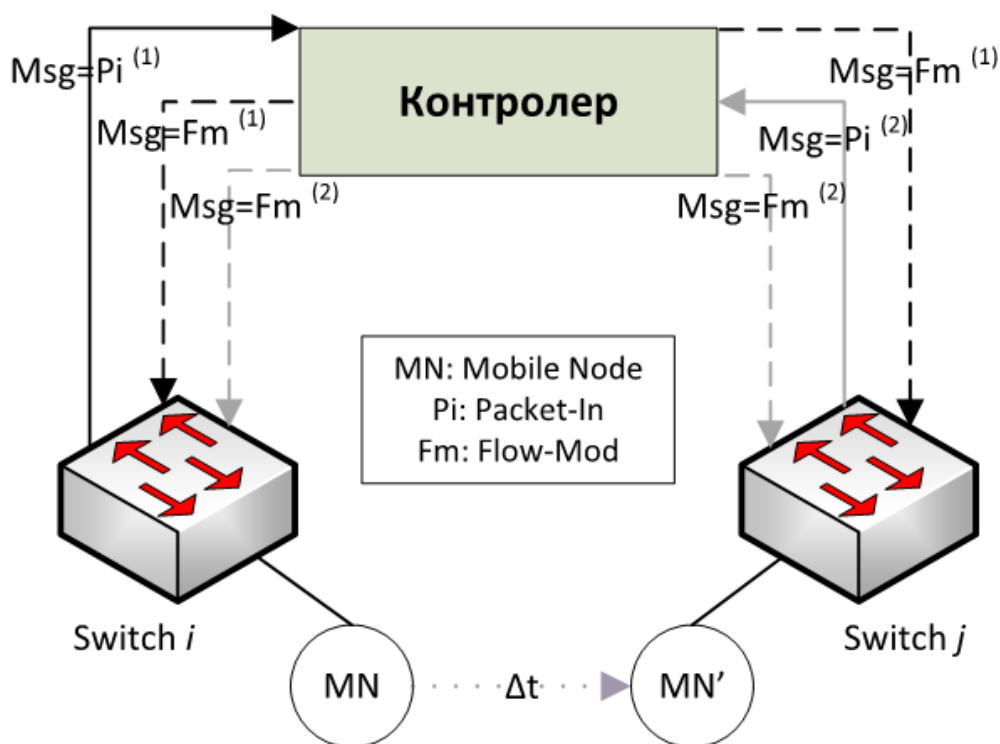 Msg=Pi (1)
Контролер
Msg=Fm (1)
Msg=Fm (1)
Msg=Pi (2)
Msg=Fm (2)
Msg=Fm (2)
MN: Mobile Node
Pi: Packet-In
Fm: Flow-Mod
Switch i
Switch j
MN
Δt
MN’